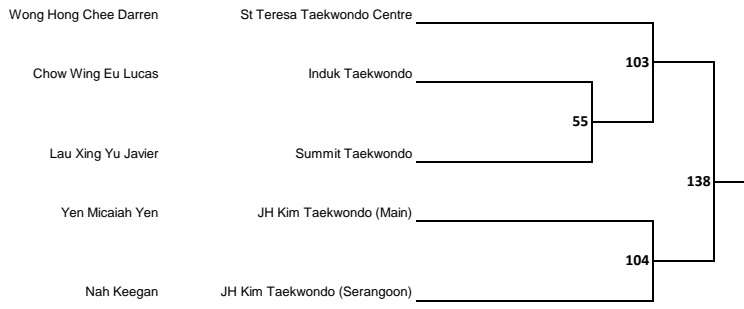 Wong Hong Chee Darren St Teresa Taekwondo Centre
103
Chow Wing Eu Lucas Induk Taekwondo
55
Lau Xing Yu Javier Summit Taekwondo
138
Yen Micaiah Yen JH Kim Taekwondo (Main)
104
Nah Keegan JH Kim Taekwondo (Serangoon)